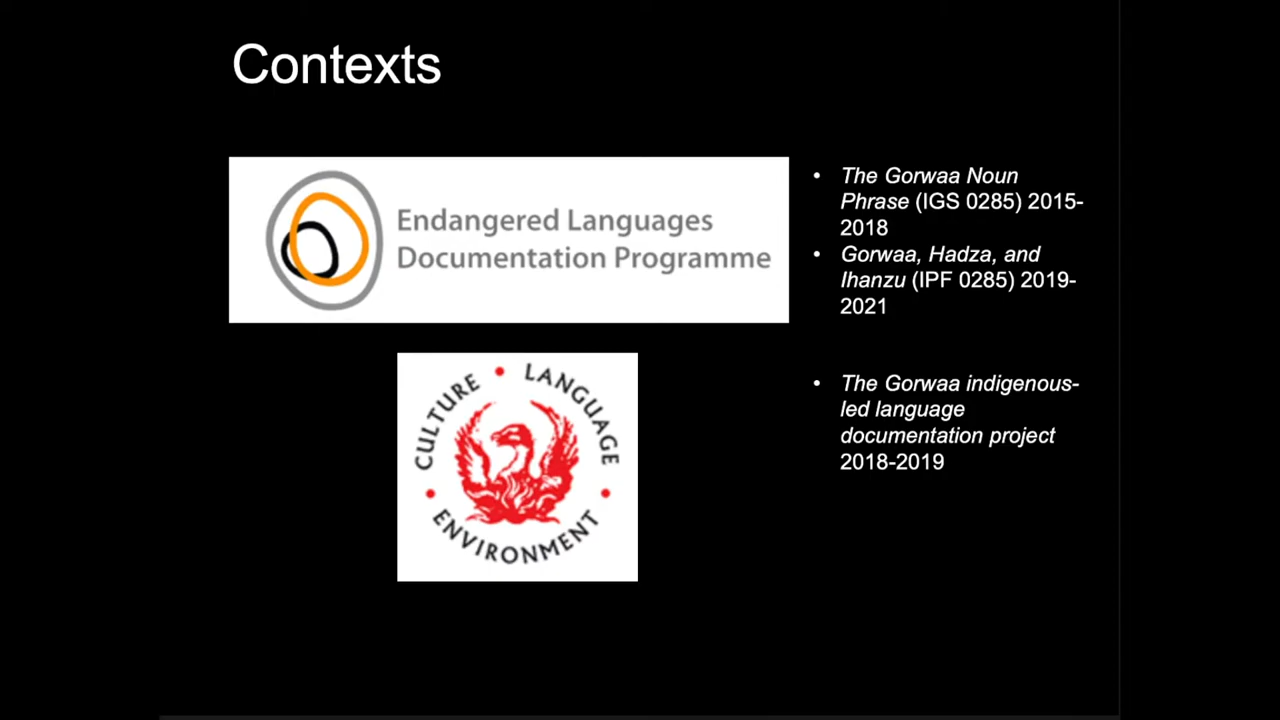 Contexts
Endangered Languages
Documentation Programme
• The Gorwaa Noun
Phrase (IGS 0285) 2015-
2018
• Gorwaa, Hadza, and
Ihanzu (IPF 0285) 2019-
2021
CULTURE • LANGUAGE • ENVIRONMENT •
• The Gorwaa indigenous-
led language
documentation project
2018-2019